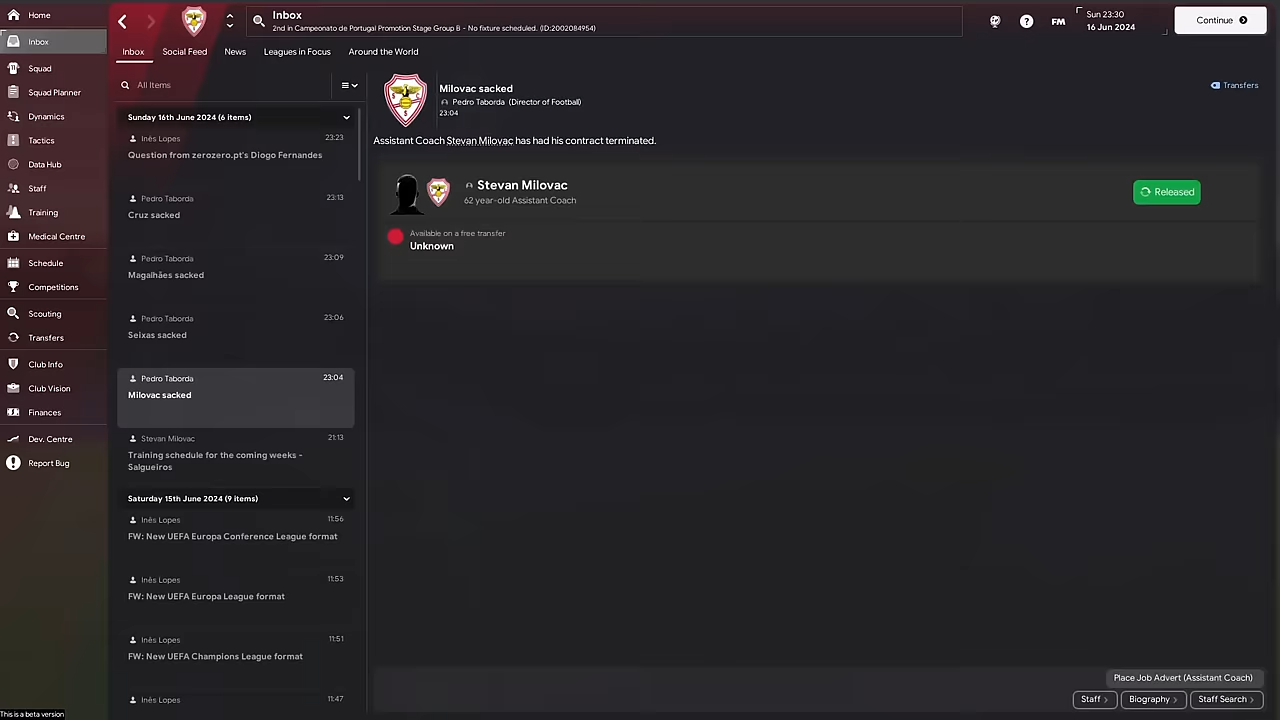 Home
Inbox
Squad
Squad Planner
Dynamics
Tactics
Data Hub
Staff
Training
Medical Centre
Schedule
Competitions
Scouting
Transfers
Club Info
Club Vision
Finances
Dev. Centre
Report Bug
This is a beta version
Inbox
2nd in Campeonato de Portugal Promotion Stage Group B - No fixture scheduled. (ID:2002084954)
FM
Sun 23:30
16 Jun 2024
Continue
Inbox
Social Feed
News
Leagues in Focus
Around the World
All Items
Sunday 16th June 2024 (6 items)
Inês Lopes 23:23
Question from zerozero.pt's Diogo Fernandes
Pedro Taborda 23:13
Cruz sacked
Pedro Taborda 23:09
Magalhães sacked
Pedro Taborda 23:06
Seixas sacked
Pedro Taborda 23:04
Milovac sacked
Stevan Milovac 21:13
Training schedule for the coming weeks -
Salgueiros
Saturday 15th June 2024 (9 items)
Inês Lopes 11:56
FW: New UEFA Europa Conference League format
Inês Lopes 11:53
FW: New UEFA Europa League format
Inês Lopes 11:51
FW: New UEFA Champions League format
Inês Lopes 11:47
Milovac sacked
Pedro Taborda (Director of Football)
23:04
Transfers
Assistant Coach Stevan Milovac has had his contract terminated.
Stevan Milovac
62 year-old Assistant Coach
Released
Available on a free transfer
Unknown
Place Job Advert (Assistant Coach)
Staff
Biography
Staff Search